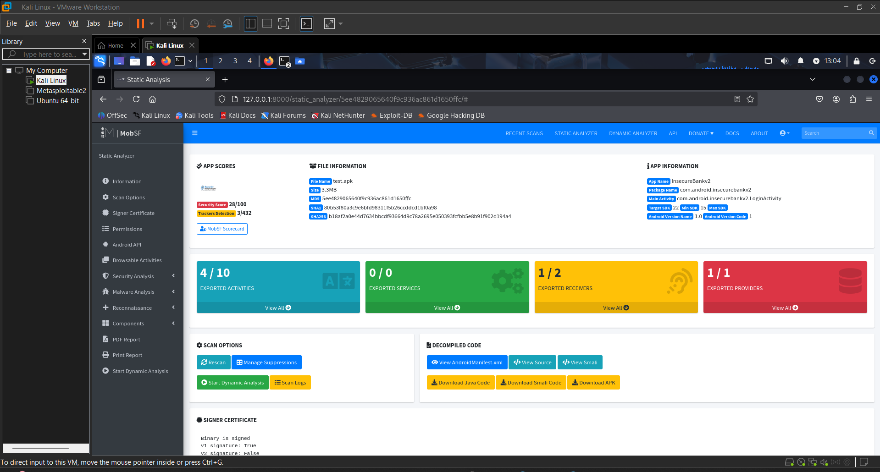 Kali Linux - VMware Workstation
File Edit View VM Tabs Help
Library
Type here to sea...
My Computer
Kali Linux
Metasploitable2
Ubuntu 64-bit
Home
Kali Linux
1 2 3 4
13:04
Static Analysis
127.0.0.1:8000/static_analyzer/5ee4829065640f9c936ac861d1650ffc/#
OffSec Kali Linux Kali Tools Kali Docs Kali Forums Kali NetHunter Exploit-DB Google Hacking DB
MobSF
RECENT SCANS STATIC ANALYZER DYNAMIC ANALYZER API DONATE DOCS ABOUT
Search
Static Analyzer
Information
Scan Options
Signer Certificate
Permissions
Android API
Browsable Activities
Security Analysis
Malware Analysis
Reconnaissance
Components
PDF Report
Print Report
Start Dynamic Analysis
APP SCORES
Security Score 28/100
Trackers Detection 3/432
MobSF Scorecard
FILE INFORMATION
File Name test.apk
Size 3.3MB
MD5 5ee4829065640f9c936ac861d1650ffc
SHA1
SHA256
APP INFORMATION
App Name InsecureBankv2
Package Name com.android.insecurebankv2
Main Activity com.android.insecurebankv2.LoginActivity
Target SDK Min SDK Max SDK
Android Version Name 1.0 Android Version Code 1
4 / 10
EXPORTED ACTIVITIES
View All
0 / 0
EXPORTED SERVICES
View All
1 / 2
EXPORTED RECEIVERS
View All
1 / 1
EXPORTED PROVIDERS
View All
SCAN OPTIONS
Rescan Manage Suppressions
Start Dynamic Analysis Scan Logs
DECOMPILED CODE
View AndroidManifest.xml View Source View Smali
Download Java Code Download Smali Code Download APK
SIGNER CERTIFICATE
Binary is signed
v1 signature: True
v2 signature: False
To direct input to this VM, move the mouse pointer inside or press Ctrl+G.